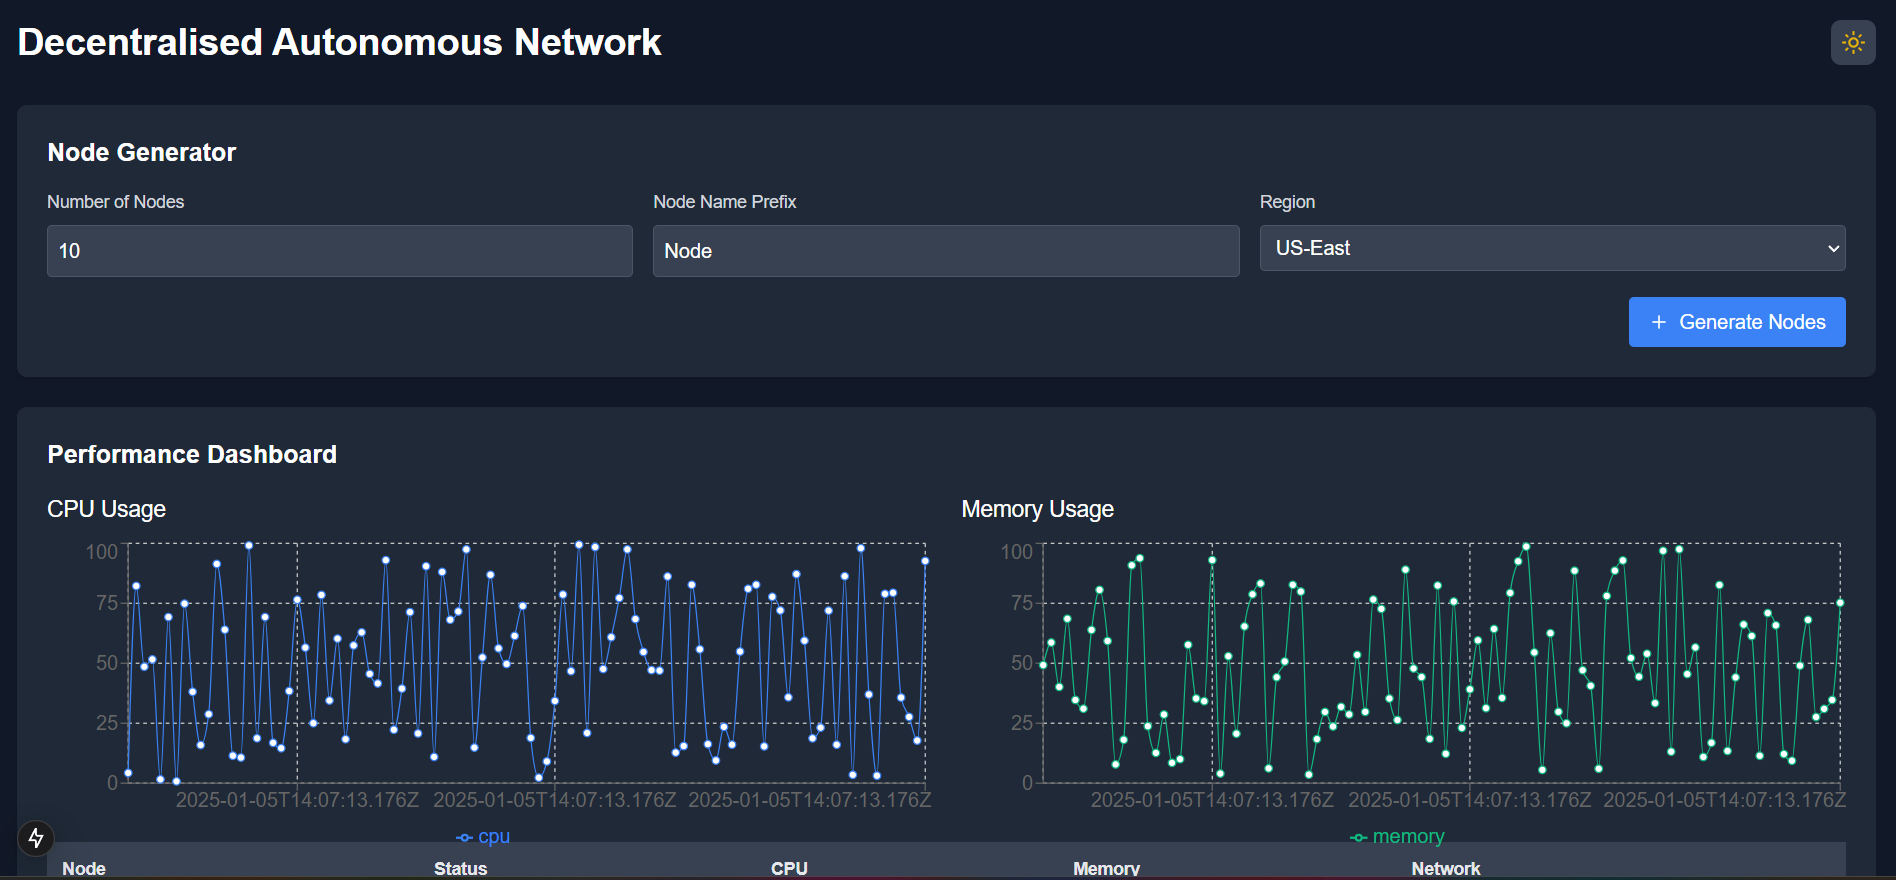 Decentralised Autonomous Network
Node Generator
Number of Nodes
Node Name Prefix
Region
10
Node
US-East
+ Generate Nodes
Performance Dashboard
CPU Usage
Memory Usage
100
75
50
25
0
2025-01-05T14:07:13.176Z 2025-01-05T14:07:13.176Z 2025-01-05T14:07:13.176Z
cpu
100
75
50
25
0
2025-01-05T14:07:13.176Z 2025-01-05T14:07:13.176Z 2025-01-05T14:07:13.176Z
memory
Node Status CPU Memory Network